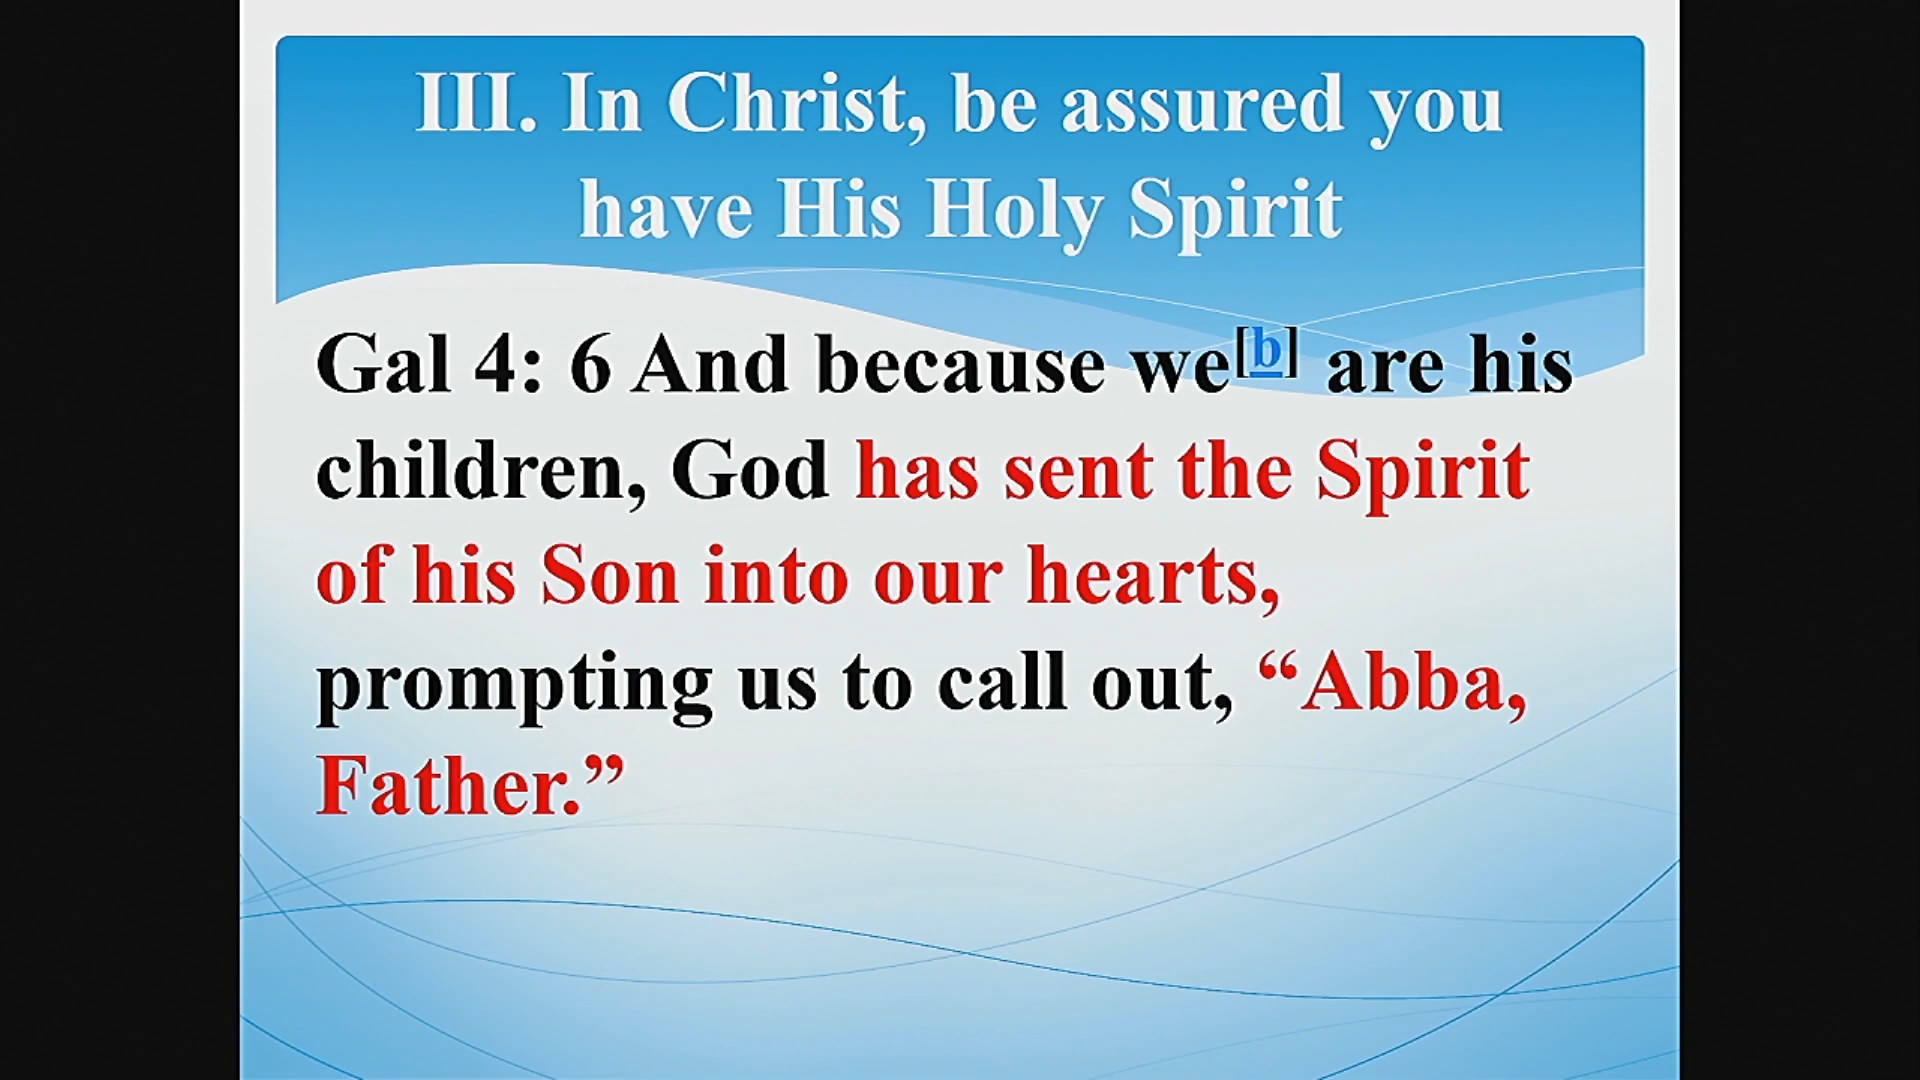 III. In Christ, be assured you
have His Holy Spirit
Gal 4: 6 And because we[b] are his
children, God has sent the Spirit
of his Son into our hearts,
prompting us to call out, “Abba,
Father.”